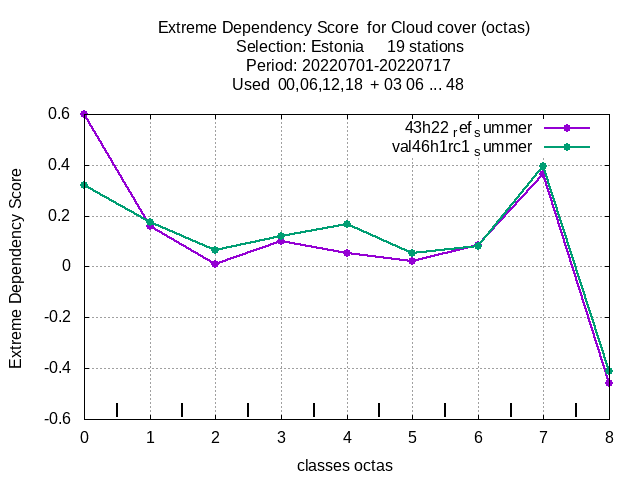 Extreme Dependency Score  for Cloud cover (octas)
Selection: Estonia     19 stations
Period: 20220701-20220717
Used  00,06,12,18  + 03 06 ... 48
43h22_ref_summer
val46h1rc1_summer
Extreme Dependency Score
0.6
0.4
0.2
0
-0.2
-0.4
-0.6
0 1 2 3 4 5 6 7 8
classes octas